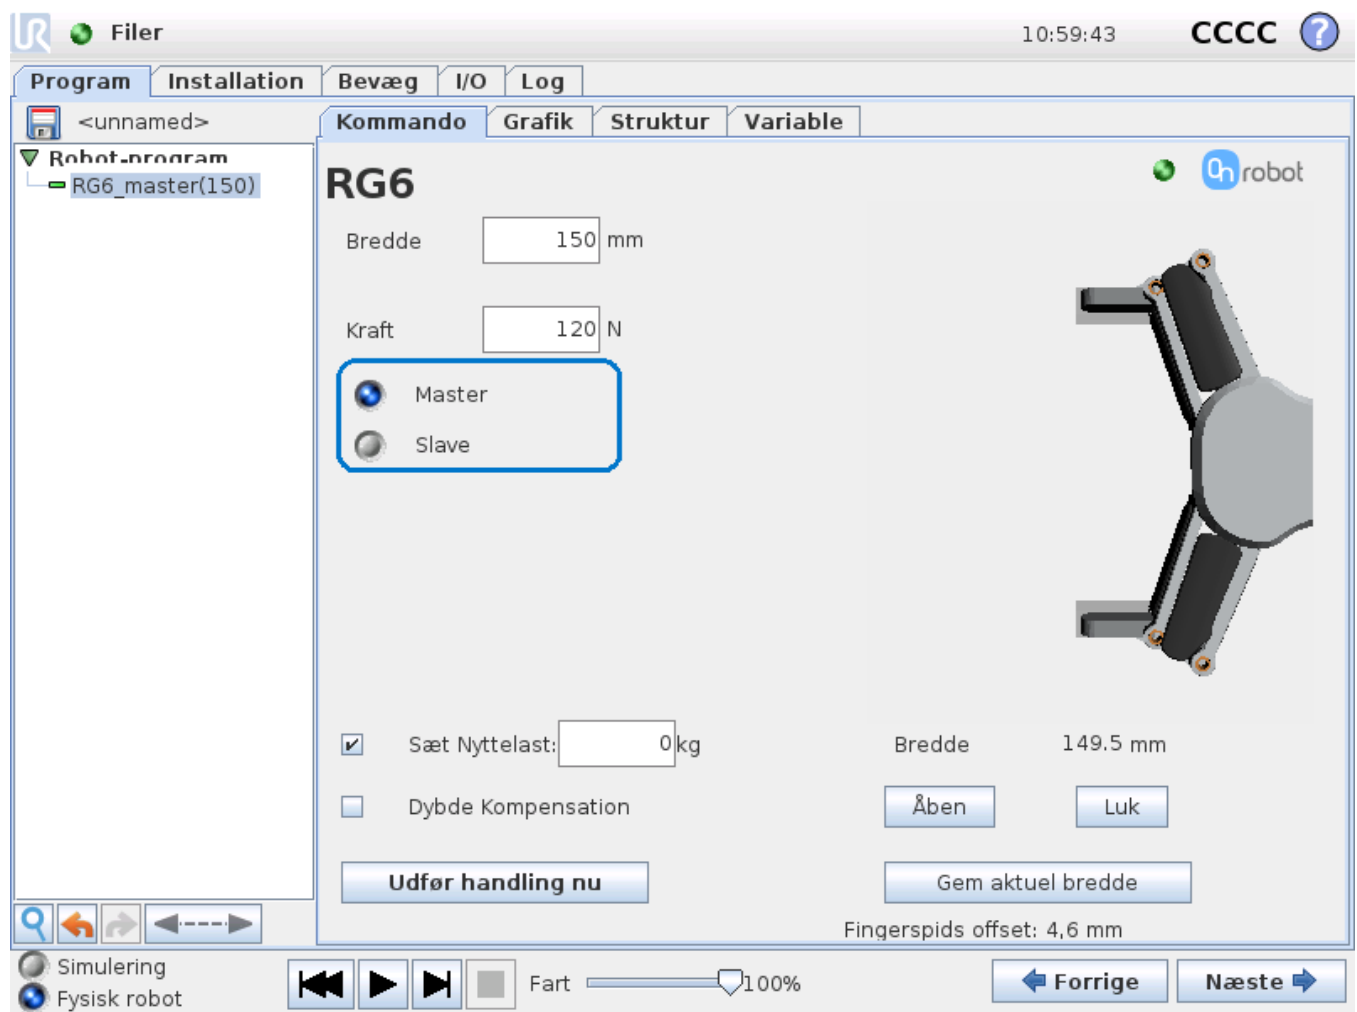 Filer
10:59:43
CCCC
?
Program Installation Bevæg I/O Log
<unnamed>
Kommando Grafik Struktur Variable
Robot-program
RG6_master(150)
RG6
On robot
Bredde 150 mm
Kraft 120 N
Master
Slave
Sæt Nyttelast: 0 kg
Bredde 149.5 mm
Dybde Kompensation
Åben Luk
Udfør handling nu
Gem aktuel bredde
Fingerspids offset: 4,6 mm
Simulering
Fysisk robot
Fart 100%
Forrige Næste